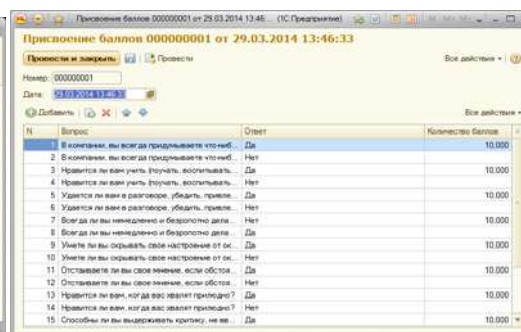 Присвоение баллов 000000001 от 29.03.2014 13:46... (1С:Предприятие) M M+ M-
Присвоение баллов 000000001 от 29.03.2014 13:46:33
Провести и закрыть Провести Все действия
Номер: 000000001
Дата: 29.03.2014 13:46:33
Добавить Все действия
N Вопрос Ответ Количество баллов
1 В компании, вы всегда придумываете что-ниб... Да 10,000
2 В компании, вы всегда придумываете что-ниб... Нет
3 Нравится ли вам учить (поучать, воспитывать... Да 10,000
4 Нравится ли вам учить (поучать, воспитывать... Нет
5 Удается ли вам в разговоре, убедить, привле... Да 10,000
6 Удается ли вам в разговоре, убедить, привле... Нет
7 Всегда ли вы немедленно и безропотно дела... Нет 10,000
8 Всегда ли вы немедленно и безропотно дела... Да
9 Умеете ли вы скрывать свое настроение от ок... Да 10,000
10 Умеете ли вы скрывать свое настроение от ок... Нет
11 Отстаиваете ли вы свое мнение, если обстоя... Да 10,000
12 Отстаиваете ли вы свое мнение, если обстоя... Нет
13 Нравится ли вам, когда вас хвалят прилюдно? Да 10,000
14 Нравится ли вам, когда вас хвалят прилюдно? Нет
15 Способны ли вы выдерживать критику, не вв... Да 10,000